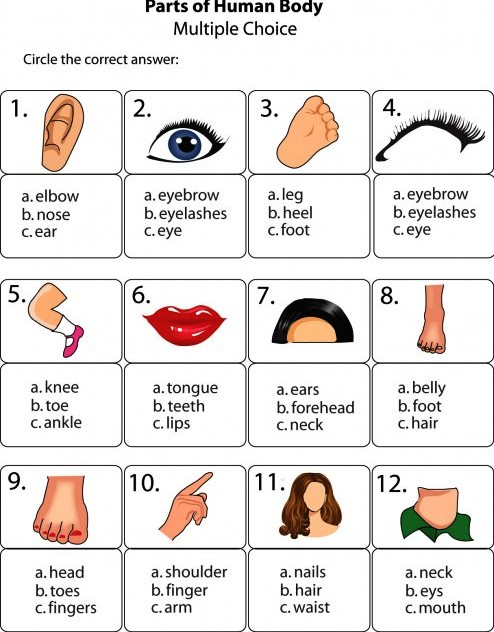 Parts of Human Body
Multiple Choice
Circle the correct answer:
1.
a. elbow
b. nose
c. ear
2.
a. eyebrow
b. eyelashes
c. eye
3.
a. leg
b. heel
c. foot
4.
a. eyebrow
b. eyelashes
c. eye
5.
a. knee
b. toe
c. ankle
6.
a. tongue
b. teeth
c. lips
7.
a. ears
b. forehead
c. neck
8.
a. belly
b. foot
c. hair
9.
a. head
b. toes
c. fingers
10.
a. shoulder
b. finger
c. arm
11.
a. nails
b. hair
c. waist
12.
a. neck
b. eys
c. mouth